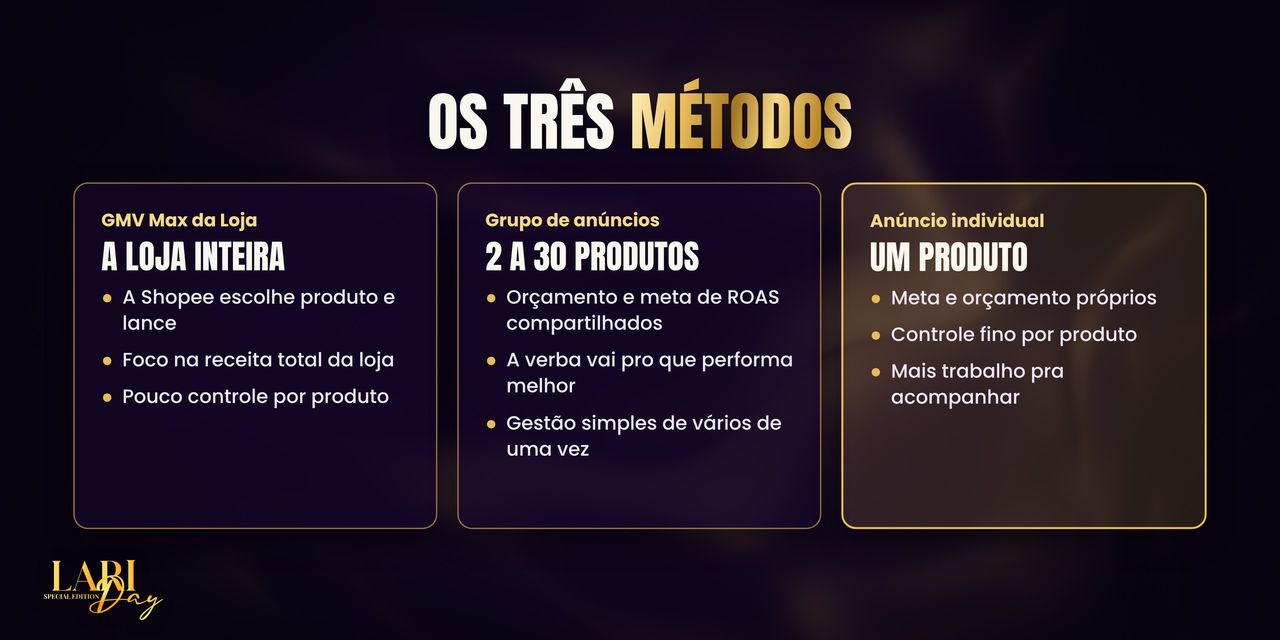 OS TRÊS MÉTODOS
GMV Max da Loja
A LOJA INTEIRA
• A Shopee escolhe produto e
lance
• Foco na receita total da loja
• Pouco controle por produto
Grupo de anúncios
2 A 30 PRODUTOS
• Orçamento e meta de ROAS
compartilhados
• A verba vai pro que performa
melhor
• Gestão simples de vários de
uma vez
Anúncio individual
UM PRODUTO
• Meta e orçamento próprios
• Controle fino por produto
• Mais trabalho pra
acompanhar
LABI
SPECIAL EDITION Day